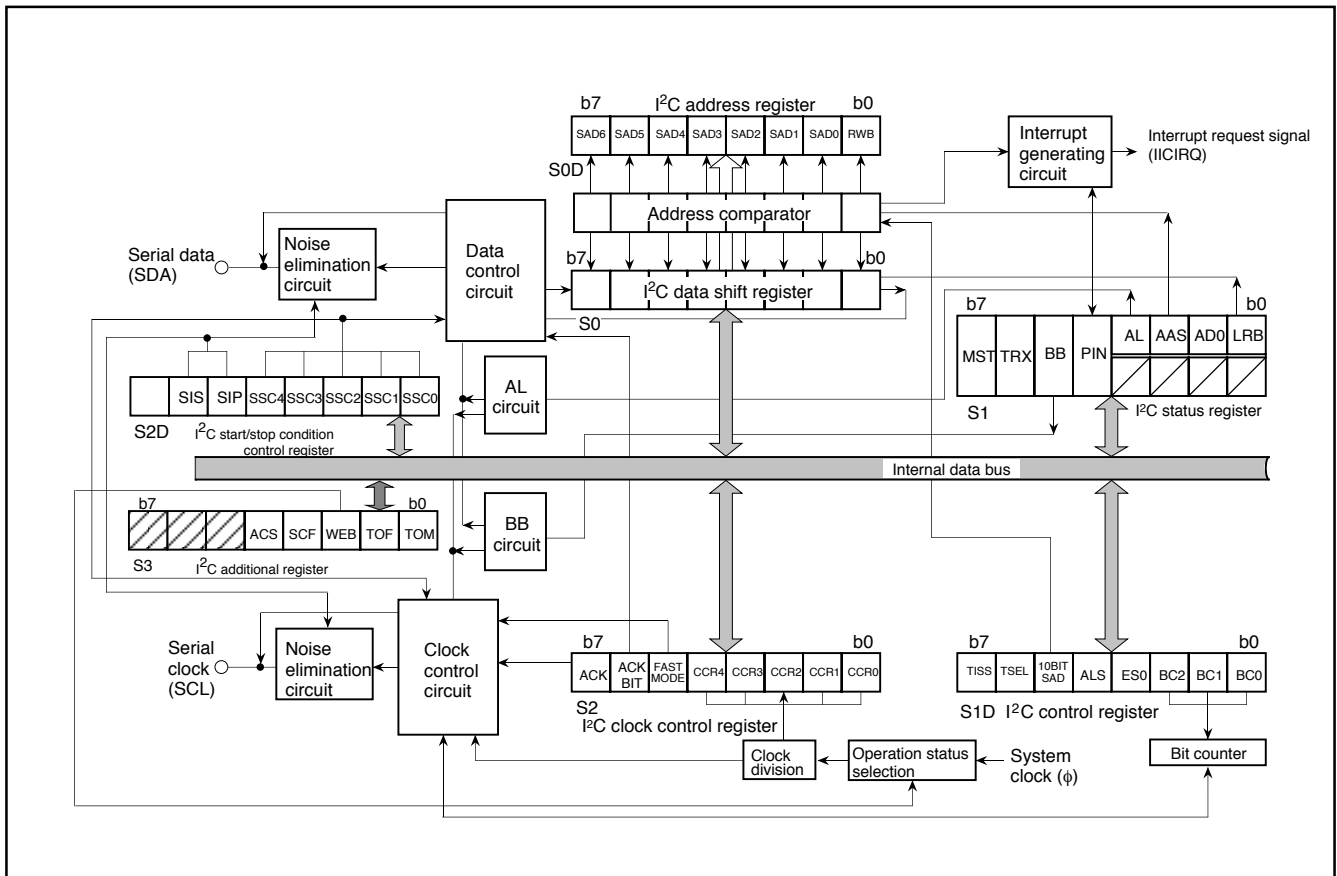 b7 I²C address register b0
SAD6 SAD5 SAD4 SAD3 SAD2 SAD1 SAD0 RWB
S0D
Interrupt
generating
circuit
Interrupt request signal
(IICIRQ)
Address comparator
Serial data
(SDA)
Noise
elimination
circuit
Data
control
circuit
b7 b0
I²C data shift register
S0
b7 b0
MST TRX BB PIN AL AAS AD0 LRB
S1
I²C status register
SIS SIP SSC4 SSC3 SSC2 SSC1 SSC0
S2D
I²C start/stop condition
control register
AL
circuit
Internal data bus
b7 b0
ACS SCF WEB TOF TOM
S3
I²C additional register
BB
circuit
Serial
clock
(SCL)
Noise
elimination
circuit
Clock
control
circuit
b7 b0
ACK ACK BIT FAST MODE CCR4 CCR3 CCR2 CCR1 CCR0
S2
I²C clock control register
b7 b0
TISS TSEL 10BIT SAD ALS ES0 BC2 BC1 BC0
S1D I²C control register
Clock
division
Operation status
selection
System
clock (φ)
Bit counter